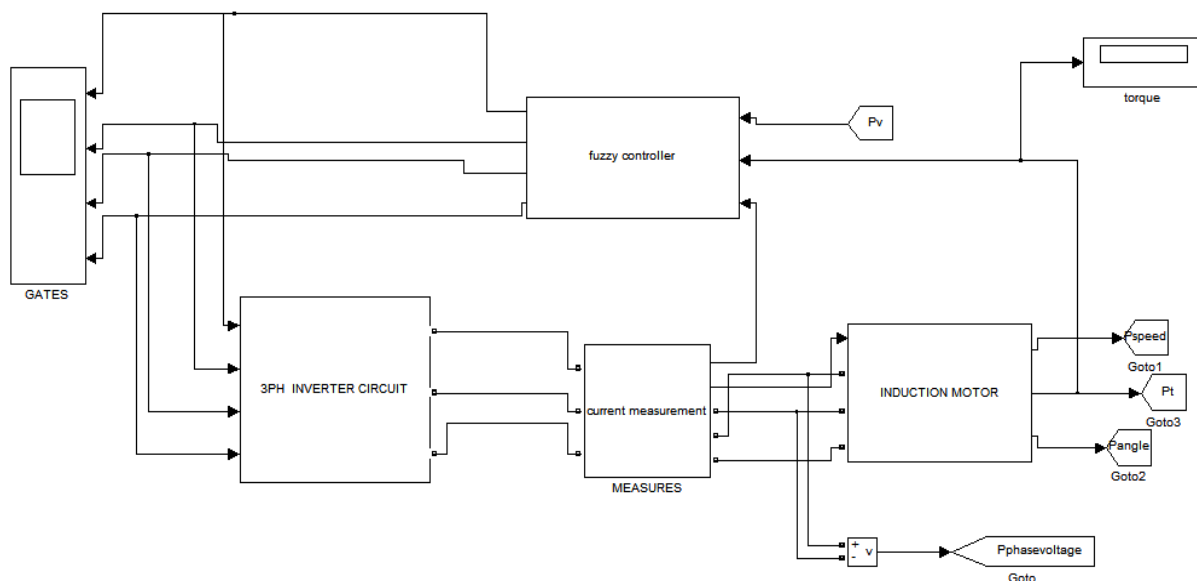 torque
Pv
fuzzy controller
GATES
3PH  INVERTER CIRCUIT
current measurement
MEASURES
INDUCTION MOTOR
Pspeed
Goto1
Pt
Goto3
Pangle
Goto2
+
-
v
Pphasevoltage
Goto